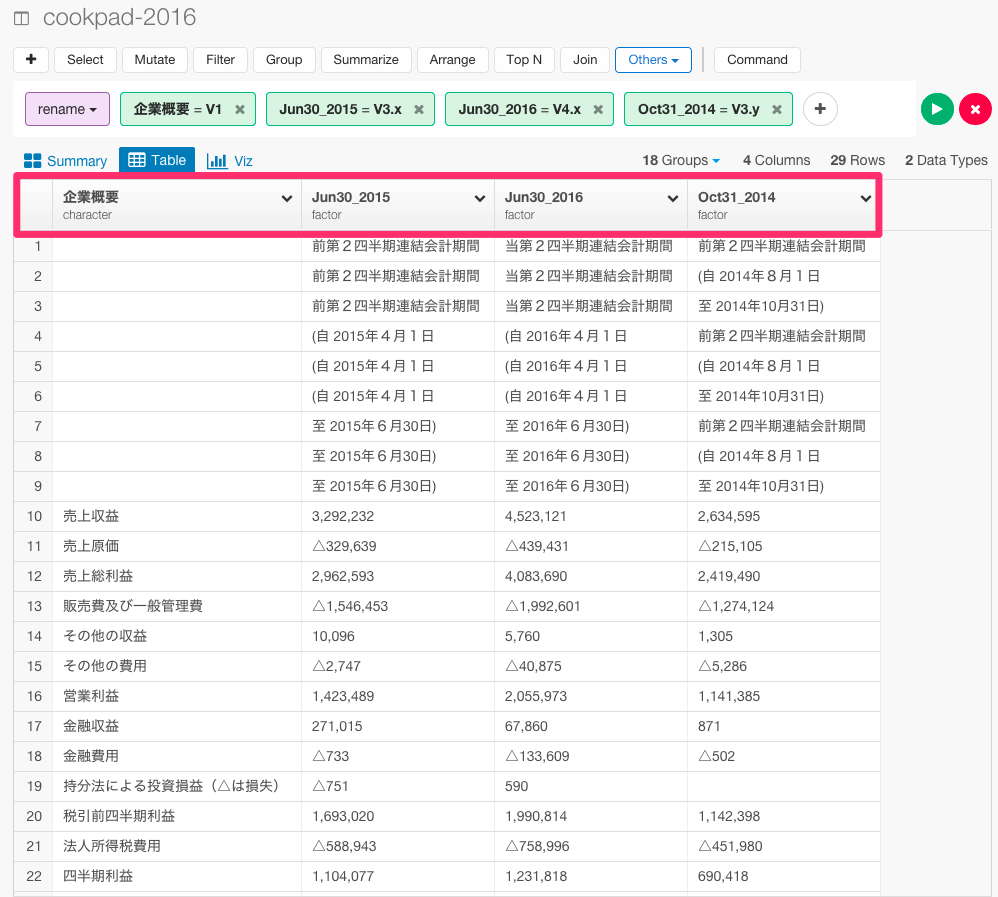 cookpad-2016
+ Select Mutate Filter Group Summarize Arrange Top N Join Others Command
rename 企業概要 = V1 × Jun30_2015 = V3.x × Jun30_2016 = V4.x × Oct31_2014 = V3.y × +
Summary Table Viz 18 Groups 4 Columns 29 Rows 2 Data Types
企業概要 Jun30_2015 Jun30_2016 Oct31_2014
character factor factor factor
1 前第２四半期連結会計期間 当第２四半期連結会計期間 前第２四半期連結会計期間
2 前第２四半期連結会計期間 当第２四半期連結会計期間 (自 2014年８月１日
3 前第２四半期連結会計期間 当第２四半期連結会計期間 至 2014年10月31日)
4 (自 2015年４月１日 (自 2016年４月１日 前第２四半期連結会計期間
5 (自 2015年４月１日 (自 2016年４月１日 (自 2014年８月１日
6 (自 2015年４月１日 (自 2016年４月１日 至 2014年10月31日)
7 至 2015年６月30日) 至 2016年６月30日) 前第２四半期連結会計期間
8 至 2015年６月30日) 至 2016年６月30日) (自 2014年８月１日
9 至 2015年６月30日) 至 2016年６月30日) 至 2014年10月31日)
10 売上収益 3,292,232 4,523,121 2,634,595
11 売上原価 △329,639 △439,431 △215,105
12 売上総利益 2,962,593 4,083,690 2,419,490
13 販売費及び一般管理費 △1,546,453 △1,992,601 △1,274,124
14 その他の収益 10,096 5,760 1,305
15 その他の費用 △2,747 △40,875 △5,286
16 営業利益 1,423,489 2,055,973 1,141,385
17 金融収益 271,015 67,860 871
18 金融費用 △733 △133,609 △502
19 持分法による投資損益（△は損失） △751 590
20 税引前四半期利益 1,693,020 1,990,814 1,142,398
21 法人所得税費用 △588,943 △758,996 △451,980
22 四半期利益 1,104,077 1,231,818 690,418